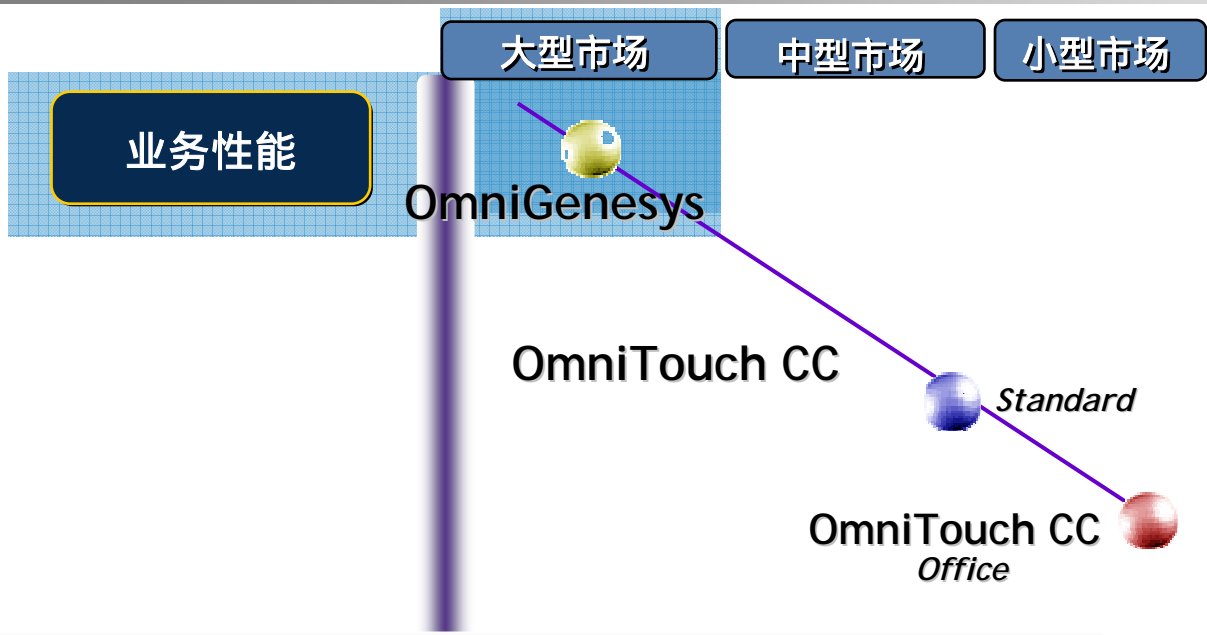 大型市场
中型市场
小型市场
业务性能
OmniGenesys
OmniTouch CC
Standard
OmniTouch CC
Office